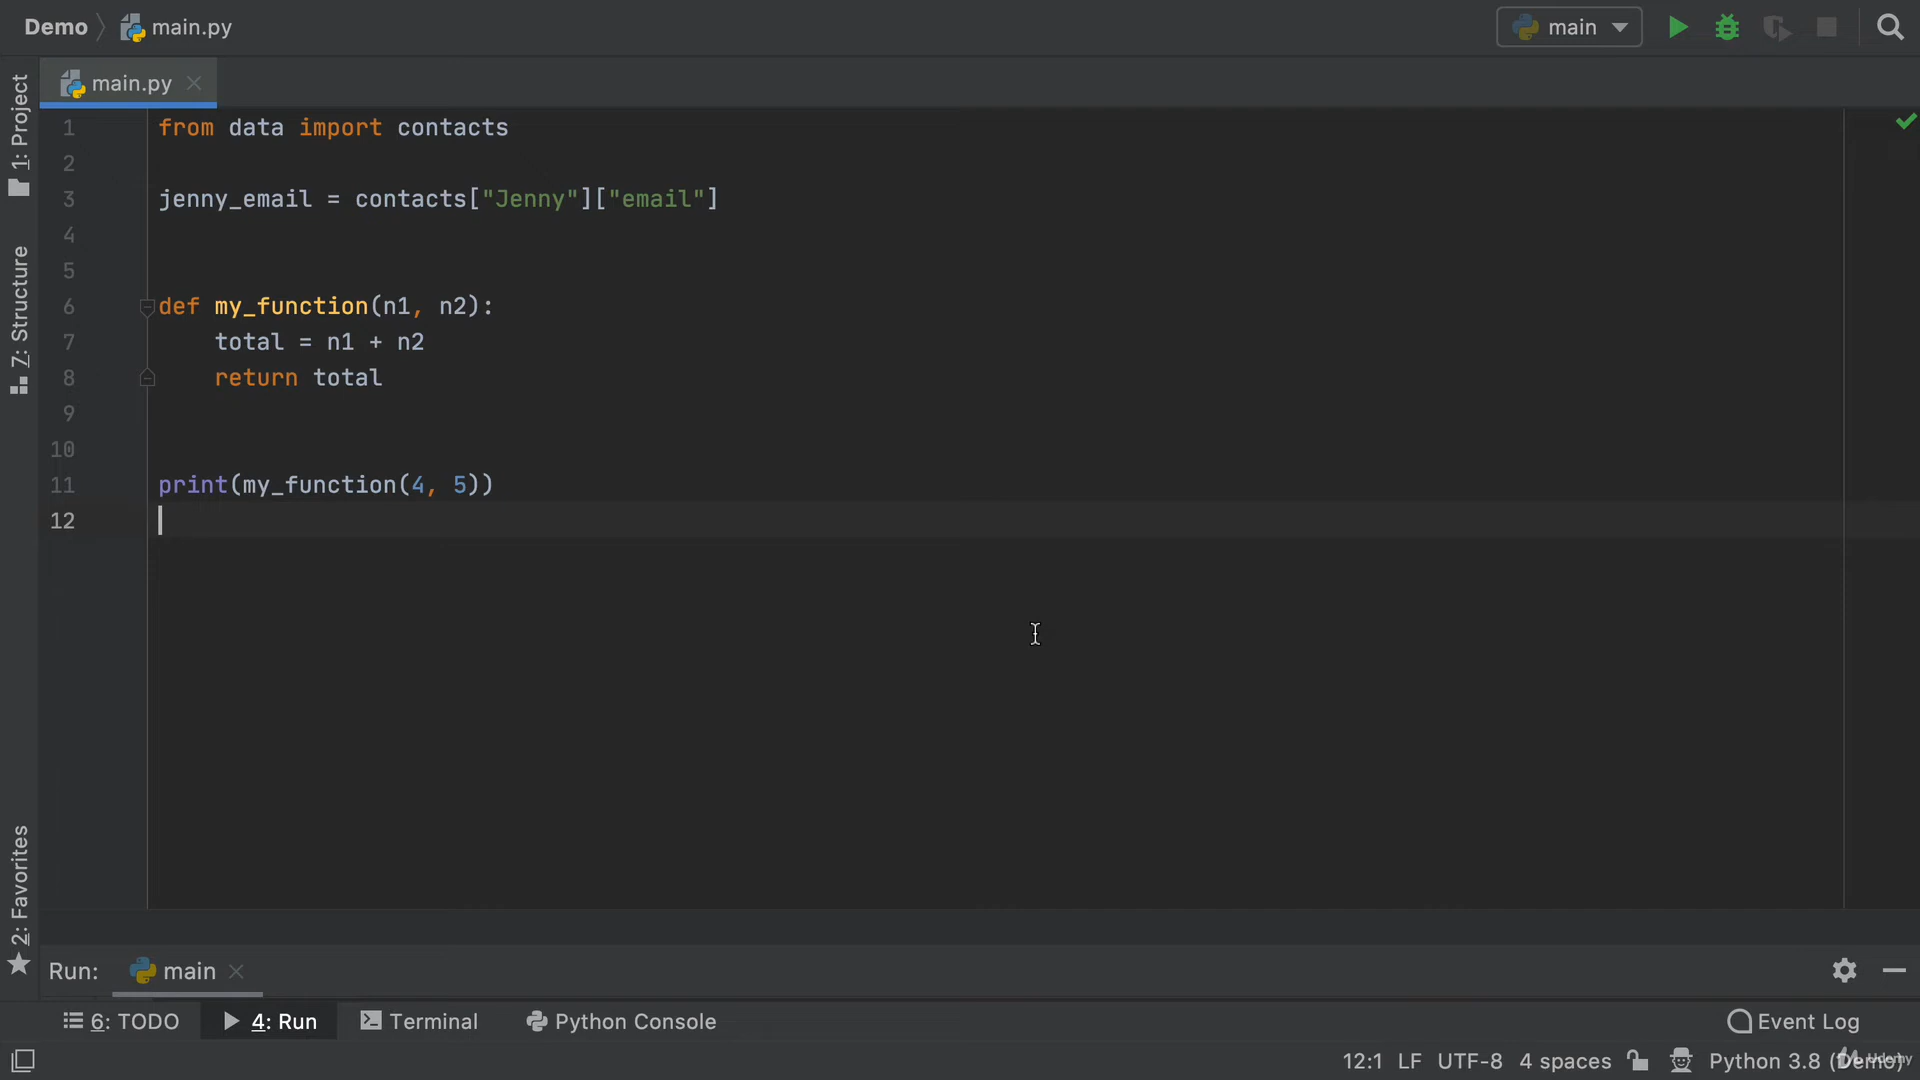 Demo main.py
main
main.py
1: Project
7: Structure
2: Favorites
1 from data import contacts
2
3 jenny_email = contacts["Jenny"]["email"]
4
5
6 def my_function(n1, n2):
7 total = n1 + n2
8 return total
9
10
11 print(my_function(4, 5))
12
Run: main
6: TODO 4: Run Terminal Python Console Event Log
12:1 LF UTF-8 4 spaces Python 3.8 (Demo)
Udemy